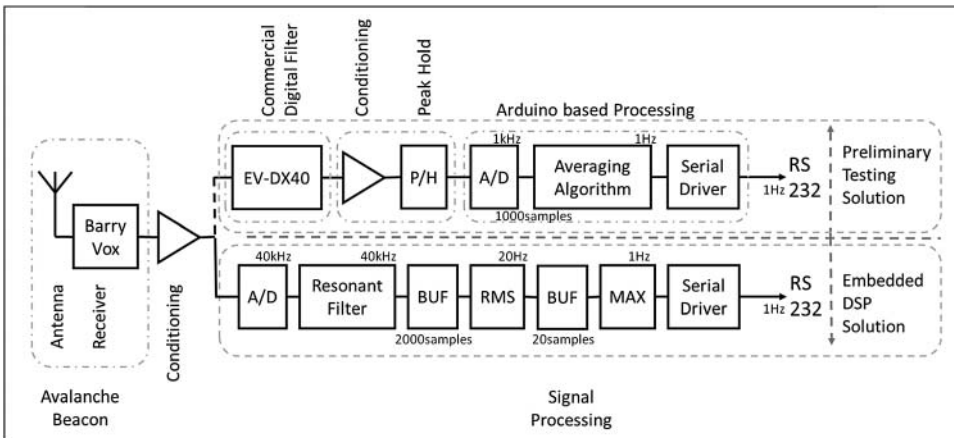 Commercial
Digital Filter
Conditioning
Peak Hold
Arduino based Processing
1kHz
1Hz
EV-DX40
P/H
A/D
Averaging
Algorithm
Serial
Driver
1000samples
RS
1Hz 232
Preliminary
Testing
Solution
Barry
Vox
Antenna
Receiver
Conditioning
Avalanche
Beacon
40kHz
40kHz
20Hz
1Hz
A/D
Resonant
Filter
BUF
RMS
BUF
MAX
Serial
Driver
2000samples
20samples
RS
1Hz 232
Embedded
DSP
Solution
Signal
Processing